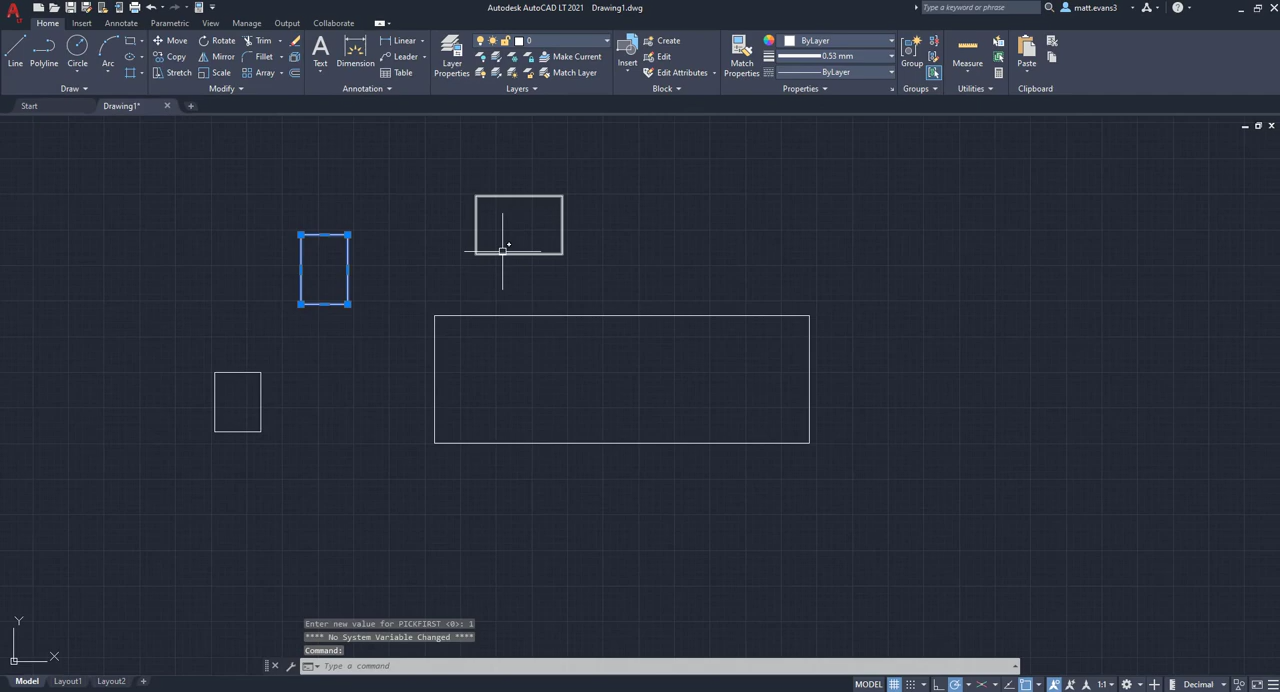 Autodesk AutoCAD LT 2021 Drawing1.dwg
Type a keyword or phrase
matt.evans3
Home Insert Annotate Parametric View Manage Output Collaborate
Line Polyline Circle Arc
Move Rotate Trim
Copy Mirror Fillet
Stretch Scale Array
Text Dimension
Linear
Leader
Table
Layer Properties
0
Make Current
Match Layer
Insert
Create
Edit
Edit Attributes
Match Properties
ByLayer
0.53 mm
ByLayer
Group
Measure
Paste
Draw Modify Annotation Layers Block Properties Groups Utilities Clipboard
Start Drawing1*
Y
X
Enter new value for PICKFIRST <0>: 1
**** No System Variable Changed ****
Command:
Type a command
Model Layout1 Layout2
MODEL 1:1 Decimal